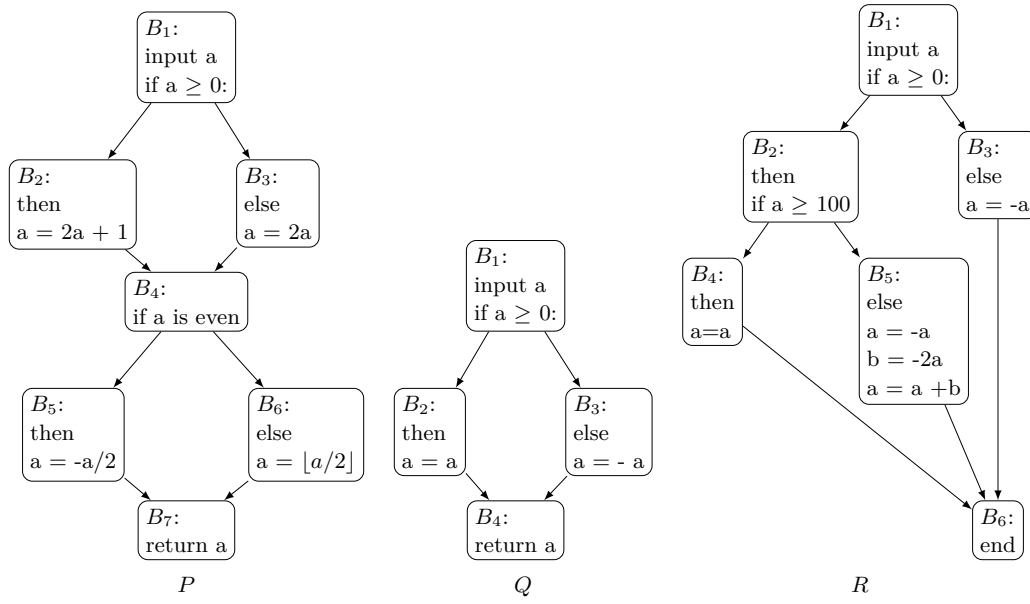 B₁:
input a
if a ≥ 0:
B₂:
then
a = 2a + 1
B₃:
else
a = 2a
B₄:
if a is even
B₅:
then
a = -a/2
B₆:
else
a = ⌊a/2⌋
B₇:
return a
P
B₁:
input a
if a ≥ 0:
B₂:
then
a = a
B₃:
else
a = - a
B₄:
return a
Q
B₁:
input a
if a ≥ 0:
B₂:
then
if a ≥ 100
B₃:
else
a = -a
B₄:
then
a=a
B₅:
else
a = -a
b = -2a
a = a +b
B₆:
end
R